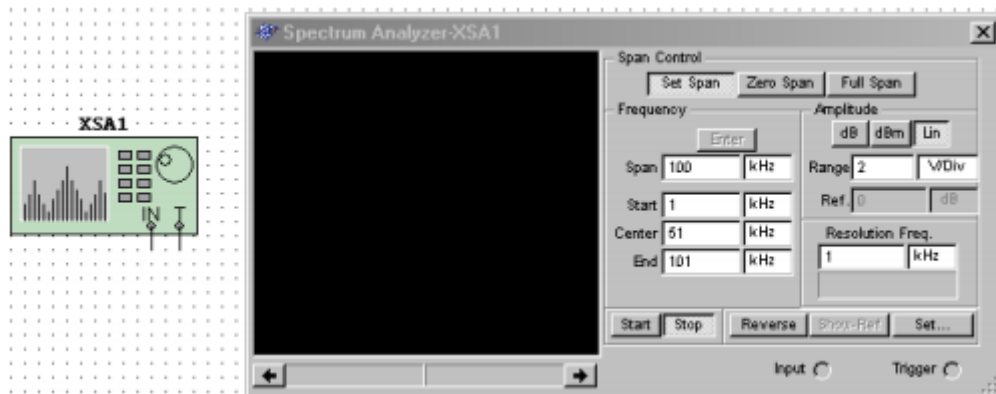 Spectrum Analyzer-XSA1
XSA1
IN T
Span Control
Set Span Zero Span Full Span
Frequency
Enter
Span 100 kHz
Start 1 kHz
Center 51 kHz
End 101 kHz
Amplitude
dB dBm Lin
Range 2 V/Div
Ref. 0 dB
Resolution Freq.
1 kHz
Start Stop Reverse Show-Ref. Set...
Input Trigger